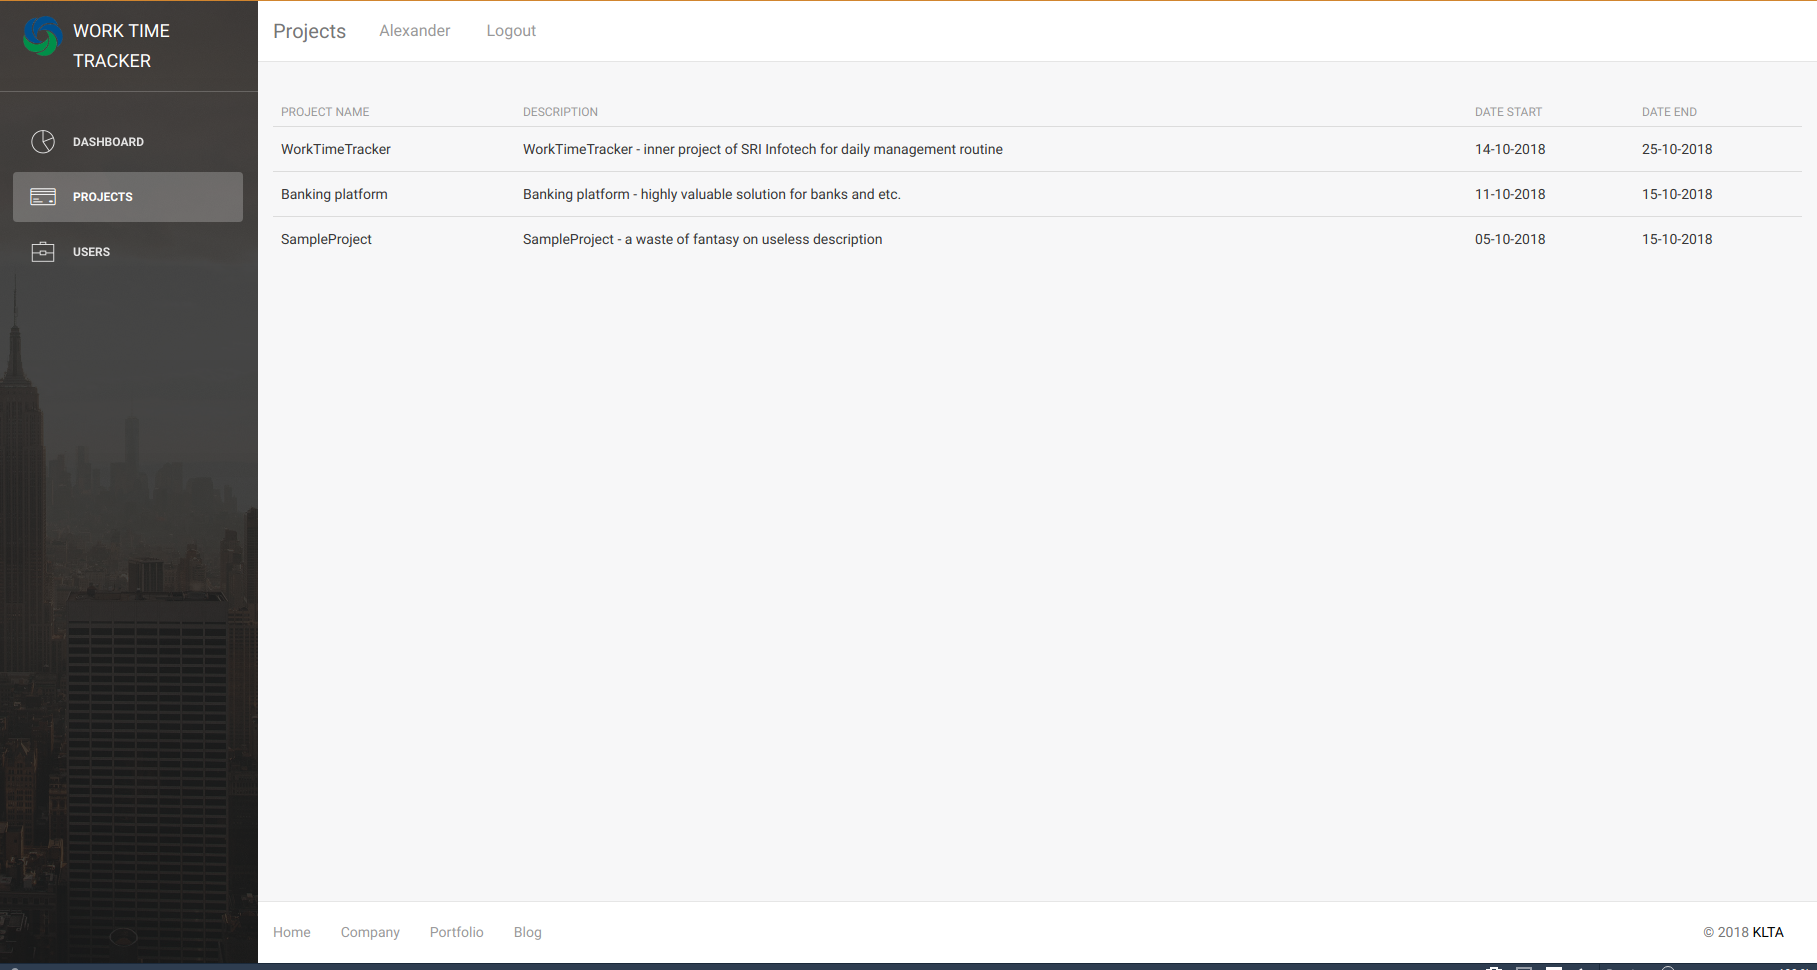 WORK TIME
TRACKER
DASHBOARD
PROJECTS
USERS
Projects Alexander Logout
PROJECT NAME DESCRIPTION DATE START DATE END
WorkTimeTracker WorkTimeTracker - inner project of SRI Infotech for daily management routine 14-10-2018 25-10-2018
Banking platform Banking platform - highly valuable solution for banks and etc. 11-10-2018 15-10-2018
SampleProject SampleProject - a waste of fantasy on useless description 05-10-2018 15-10-2018
Home Company Portfolio Blog © 2018 KLTA